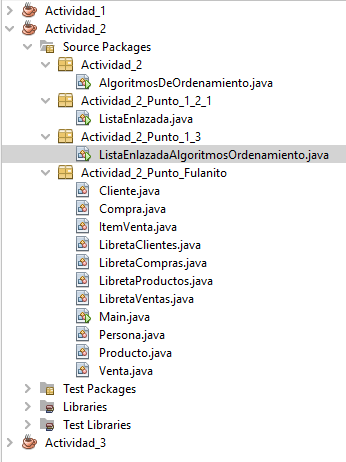 Actividad_1
Actividad_2
Source Packages
Actividad_2
AlgoritmosDeOrdenamiento.java
Actividad_2_Punto_1_2_1
ListaEnlazada.java
Actividad_2_Punto_1_3
ListaEnlazadaAlgoritmosOrdenamiento.java
Actividad_2_Punto_Fulanito
Cliente.java
Compra.java
ItemVenta.java
LibretaClientes.java
LibretaCompras.java
LibretaProductos.java
LibretaVentas.java
Main.java
Persona.java
Producto.java
Venta.java
Test Packages
Libraries
Test Libraries
Actividad_3